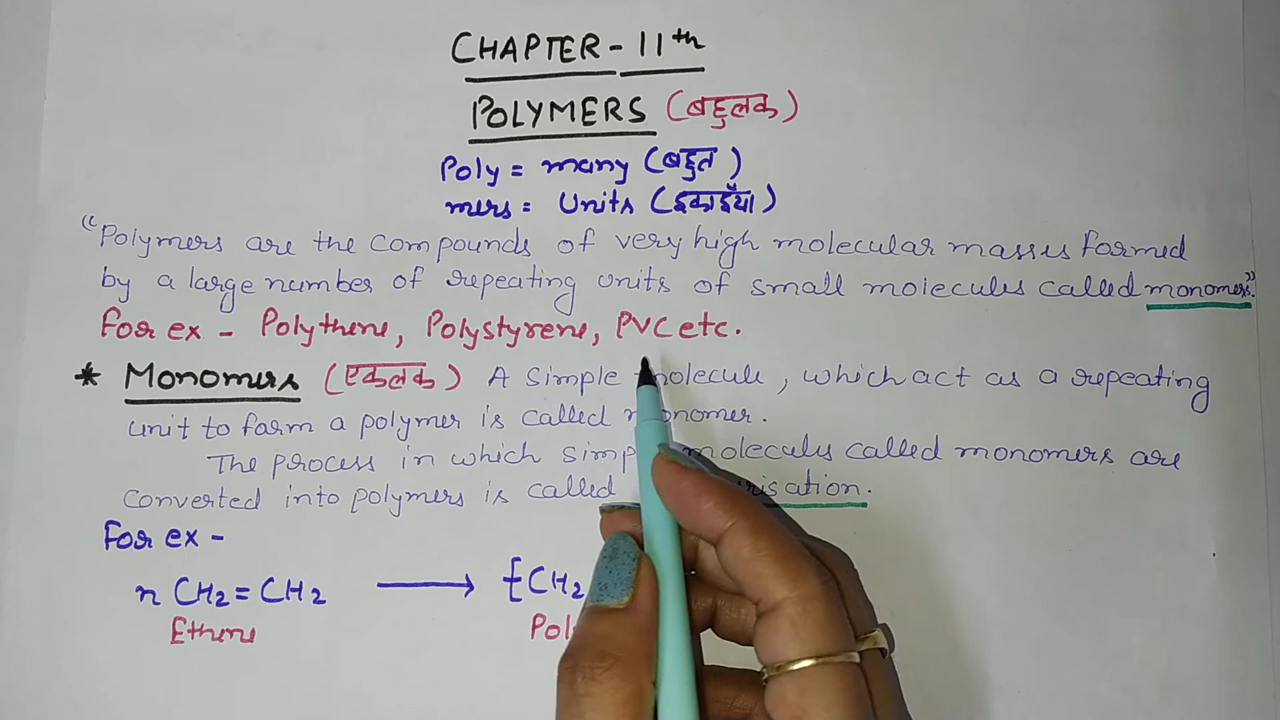 CHAPTER-11th
POLYMERS (बहुलक)
Poly = many (बहुत)
mers = Units (इकाइयाँ)
"Polymers are the compounds of very high molecular masses formed
by a large number of repeating units of small molecules called monomers."
For ex - Polythene, Polystyrene, PVC etc.
* Monomers (एकलक) A simple molecule, which act as a repeating
unit to form a polymer is called monomer.
The process in which molecules called monomers are
converted into polymers is called
For ex -
n CH2=CH2 ⟶ [CH2
Ethene